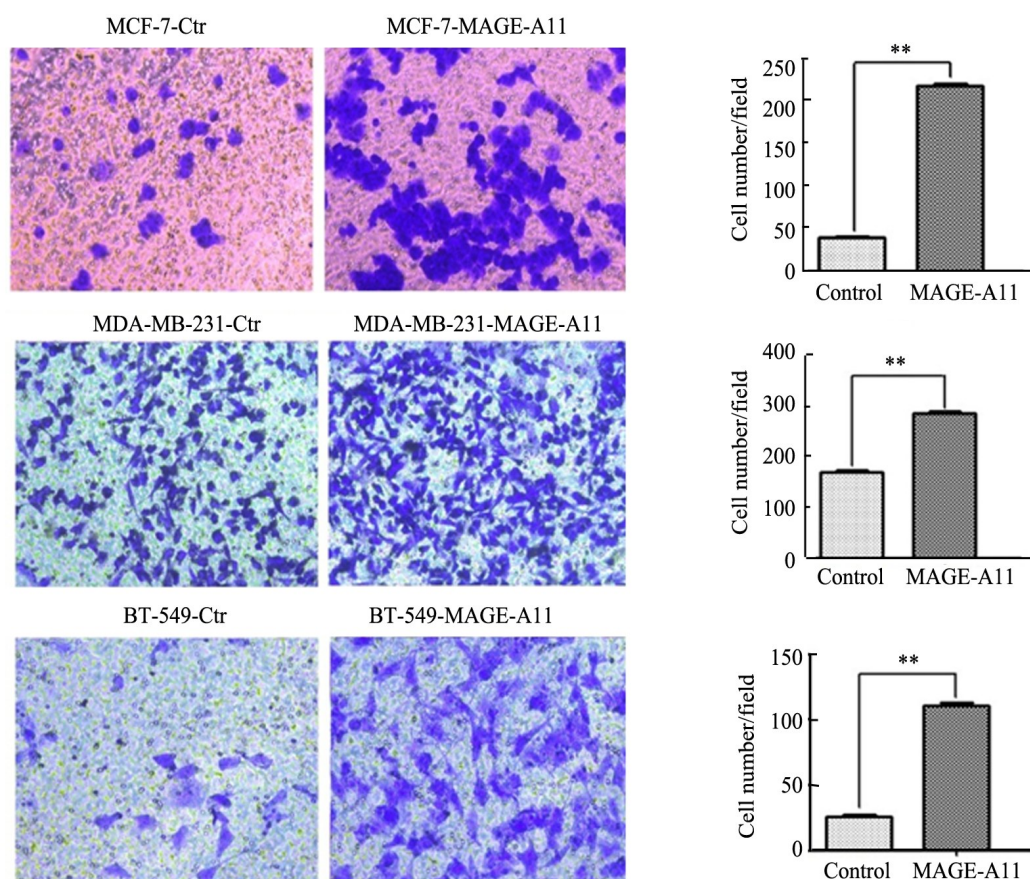 MCF-7-Ctr
MCF-7-MAGE-A11
**
Cell number/field
250
200
150
100
50
0
Control
MAGE-A11
MDA-MB-231-Ctr
MDA-MB-231-MAGE-A11
**
Cell number/field
400
300
200
100
0
Control
MAGE-A11
BT-549-Ctr
BT-549-MAGE-A11
**
Cell number/field
150
100
50
0
Control
MAGE-A11